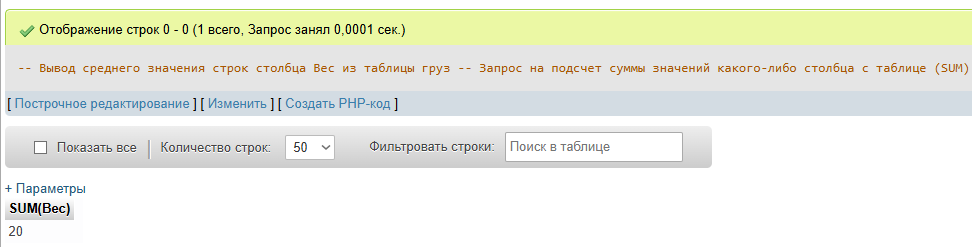 Отображение строк 0 - 0 (1 всего, Запрос занял 0,0001 сек.)
-- Вывод среднего значения строк столбца Вес из таблицы груз -- Запрос на подсчет суммы значений какого-либо столбца с таблице (SUM)
[ Построчное редактирование ] [ Изменить ] [ Создать PHP-код ]
Показать все | Количество строк: 50 Фильтровать строки: Поиск в таблице
+ Параметры
SUM(Вес)
20